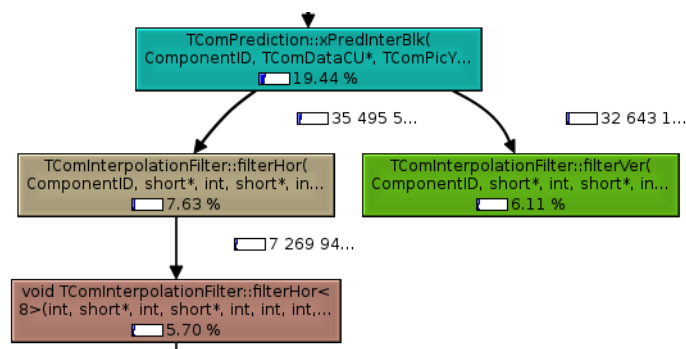 TComPrediction::xPredInterBlk(
ComponentID, TComDataCU*, TComPicY...
19.44 %
35 495 5...
32 643 1...
TComInterpolationFilter::filterHor(
ComponentID, short*, int, short*, in...
7.63 %
TComInterpolationFilter::filterVer(
ComponentID, short*, int, short*, in...
6.11 %
7 269 94...
void TComInterpolationFilter::filterHor<
8>(int, short*, int, short*, int, int, int,...
5.70 %